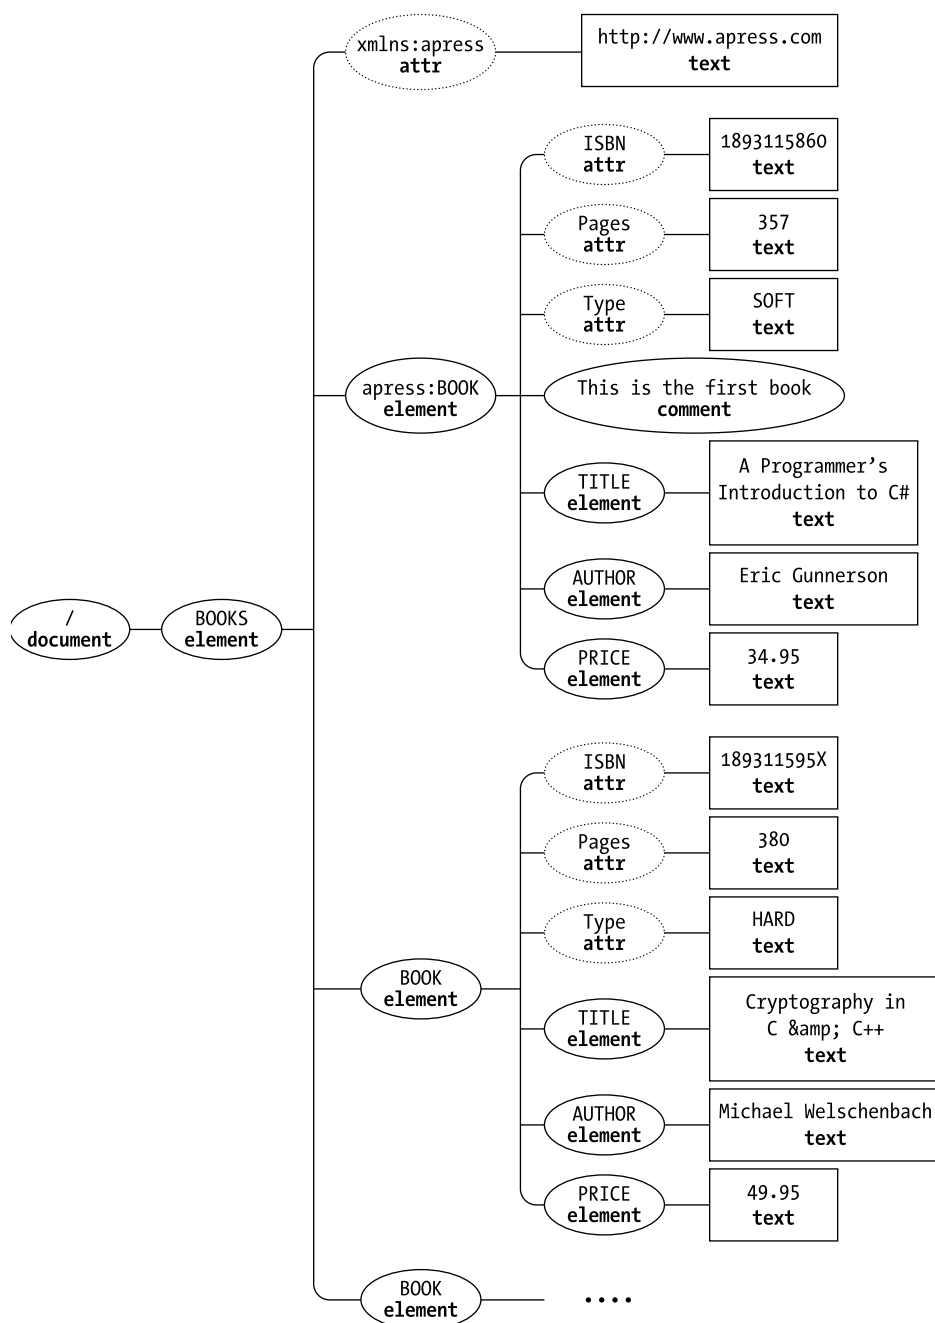 xmlns:apress
attr
http://www.apress.com
text
ISBN
attr
1893115860
text
Pages
attr
357
text
Type
attr
SOFT
text
apress:BOOK
element
This is the first book
comment
TITLE
element
A Programmer’s
Introduction to C#
text
AUTHOR
element
Eric Gunnerson
text
/
document
BOOKS
element
PRICE
element
34.95
text
ISBN
attr
189311595X
text
Pages
attr
380
text
Type
attr
HARD
text
BOOK
element
TITLE
element
Cryptography in
C &amp; C++
text
AUTHOR
element
Michael Welschenbach
text
PRICE
element
49.95
text
BOOK
element
....